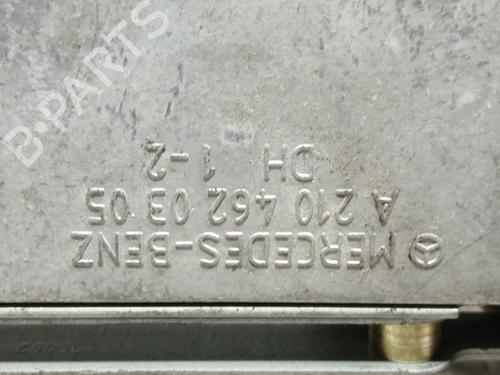 MERCEDES-BENZ
A 210 462 03 05
DH 1-2
B-PARTS